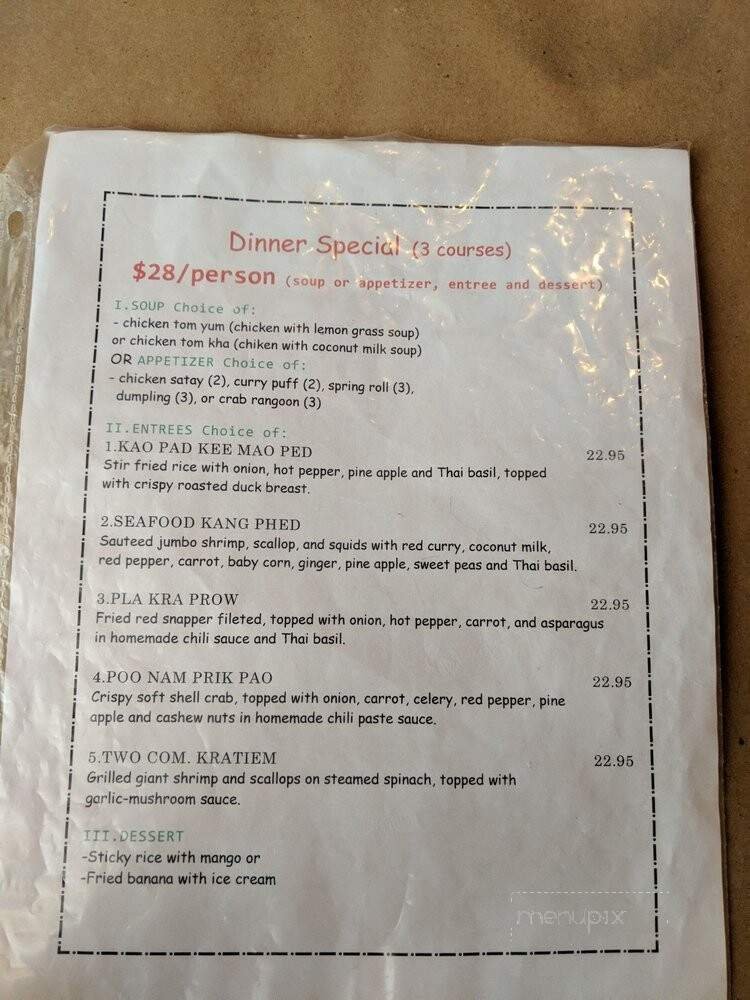 Dinner Special (3 courses)
$28/person (soup or appetizer, entree and dessert)
I.SOUP Choice of:
- chicken tom yum (chicken with lemon grass soup)
or chicken tom kha (chiken with coconut milk soup)
OR APPETIZER Choice of:
- chicken satay (2), curry puff (2), spring roll (3),
dumpling (3), or crab rangoon (3)
II.ENTREES Choice of:
1.KAO PAD KEE MAO PED 22.95
Stir fried rice with onion, hot pepper, pine apple and Thai basil, topped
with crispy roasted duck breast.
2.SEAFOOD KANG PHED 22.95
Sauteed jumbo shrimp, scallop, and squids with red curry, coconut milk,
red pepper, carrot, baby corn, ginger, pine apple, sweet peas and Thai basil.
3.PLA KRA PROW 22.95
Fried red snapper fileted, topped with onion, hot pepper, carrot, and asparagus
in homemade chili sauce and Thai basil.
4.POO NAM PRIK PAO 22.95
Crispy soft shell crab, topped with onion, carrot, celery, red pepper, pine
apple and cashew nuts in homemade chili paste sauce.
5.TWO COM. KRATIEM 22.95
Grilled giant shrimp and scallops on steamed spinach, topped with
garlic-mushroom sauce.
III.DESSERT
-Sticky rice with mango or
-Fried banana with ice cream
menupix